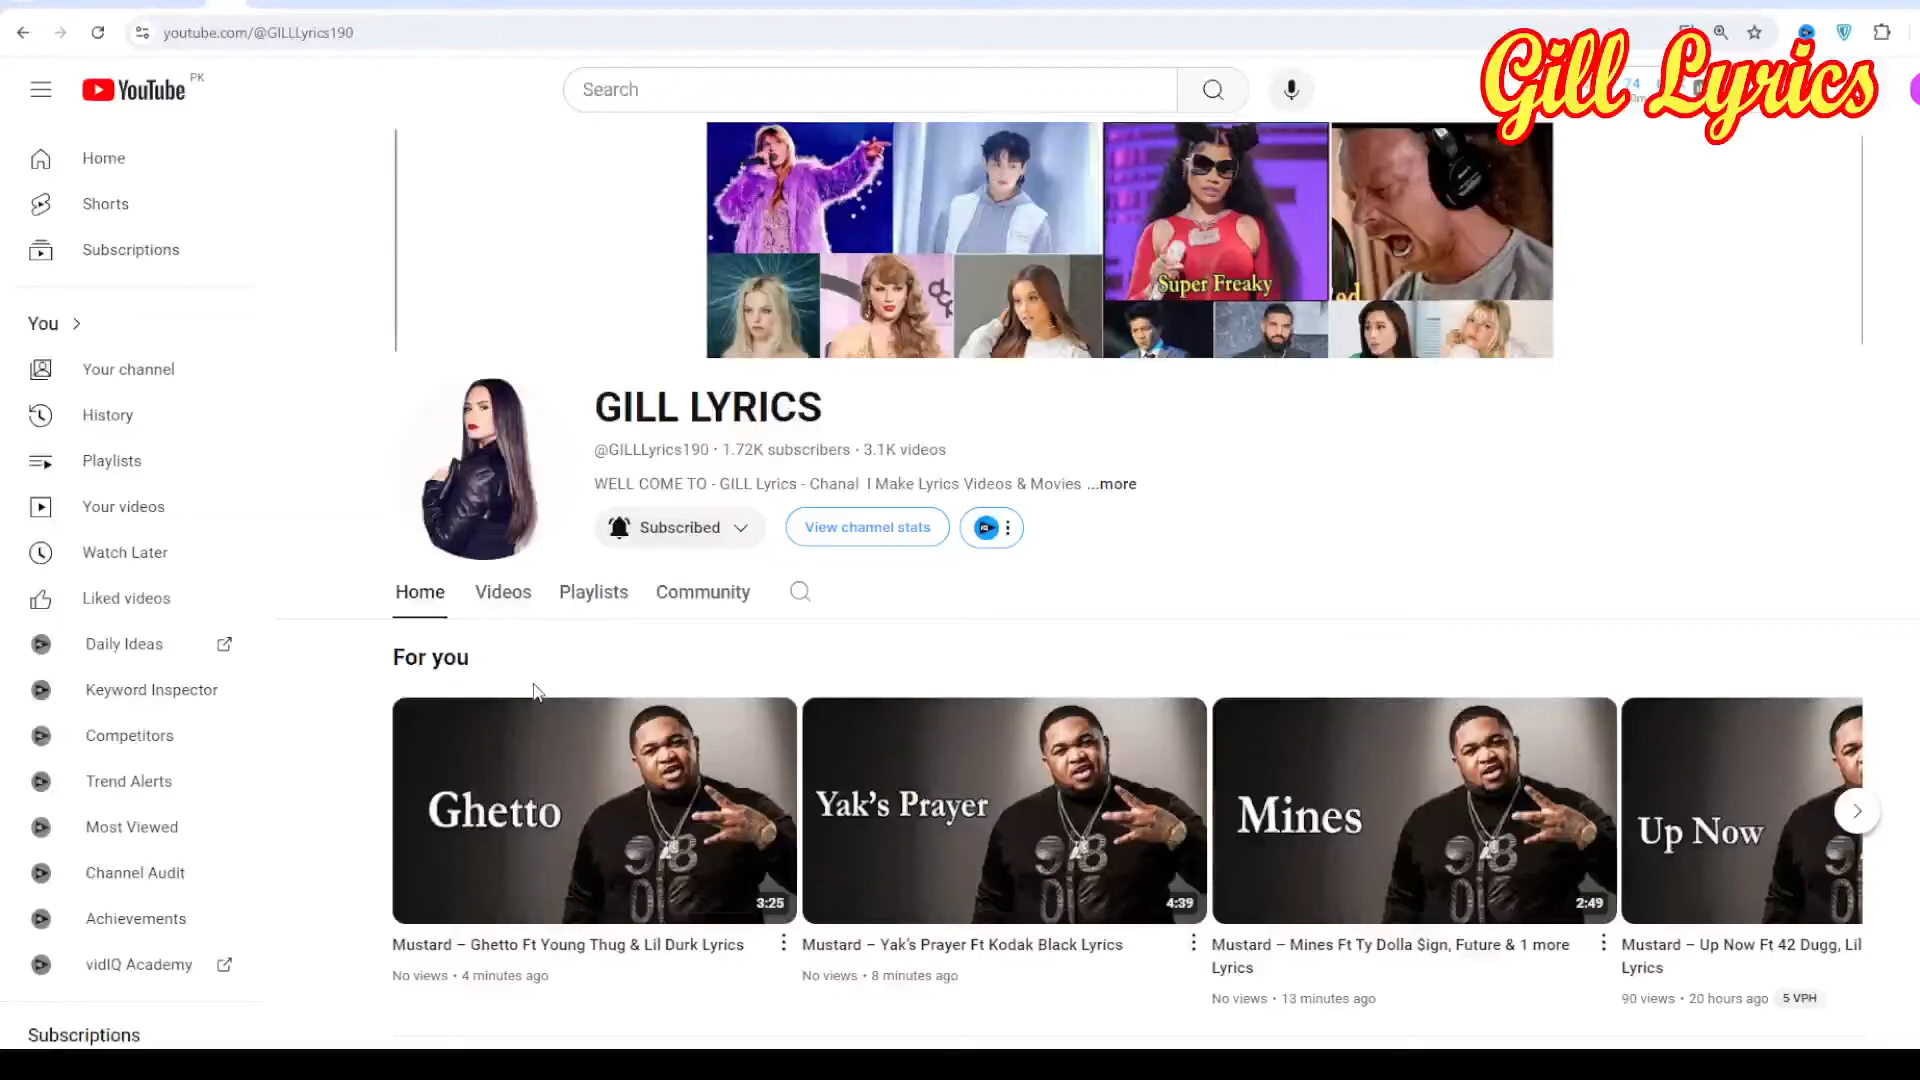 youtube.com/@GILLLyrics190
Gill Lyrics
YouTube PK
Search
74
Home
Shorts
Subscriptions
You
Your channel
History
Playlists
Your videos
Watch Later
Liked videos
Daily Ideas
Keyword Inspector
Competitors
Trend Alerts
Most Viewed
Channel Audit
Achievements
vidIQ Academy
Subscriptions
Super Freaky
GILL LYRICS
@GILLLyrics190 • 1.72K subscribers • 3.1K videos
WELL COME TO - GILL Lyrics - Chanal I Make Lyrics Videos & Movies ...more
Subscribed
View channel stats
Home Videos Playlists Community
For you
Ghetto
3:25
Mustard – Ghetto Ft Young Thug & Lil Durk Lyrics
No views • 4 minutes ago
Yak's Prayer
4:39
Mustard – Yak's Prayer Ft Kodak Black Lyrics
No views • 8 minutes ago
Mines
2:49
Mustard – Mines Ft Ty Dolla $ign, Future & 1 more
Lyrics
No views • 13 minutes ago
Up Now
Mustard – Up Now Ft 42 Dugg, Lil
Lyrics
90 views • 20 hours ago 5 VPH